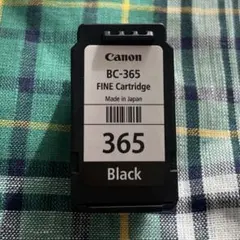 Canon
BC-365
FINE Cartridge
Made in Japan
365
Black